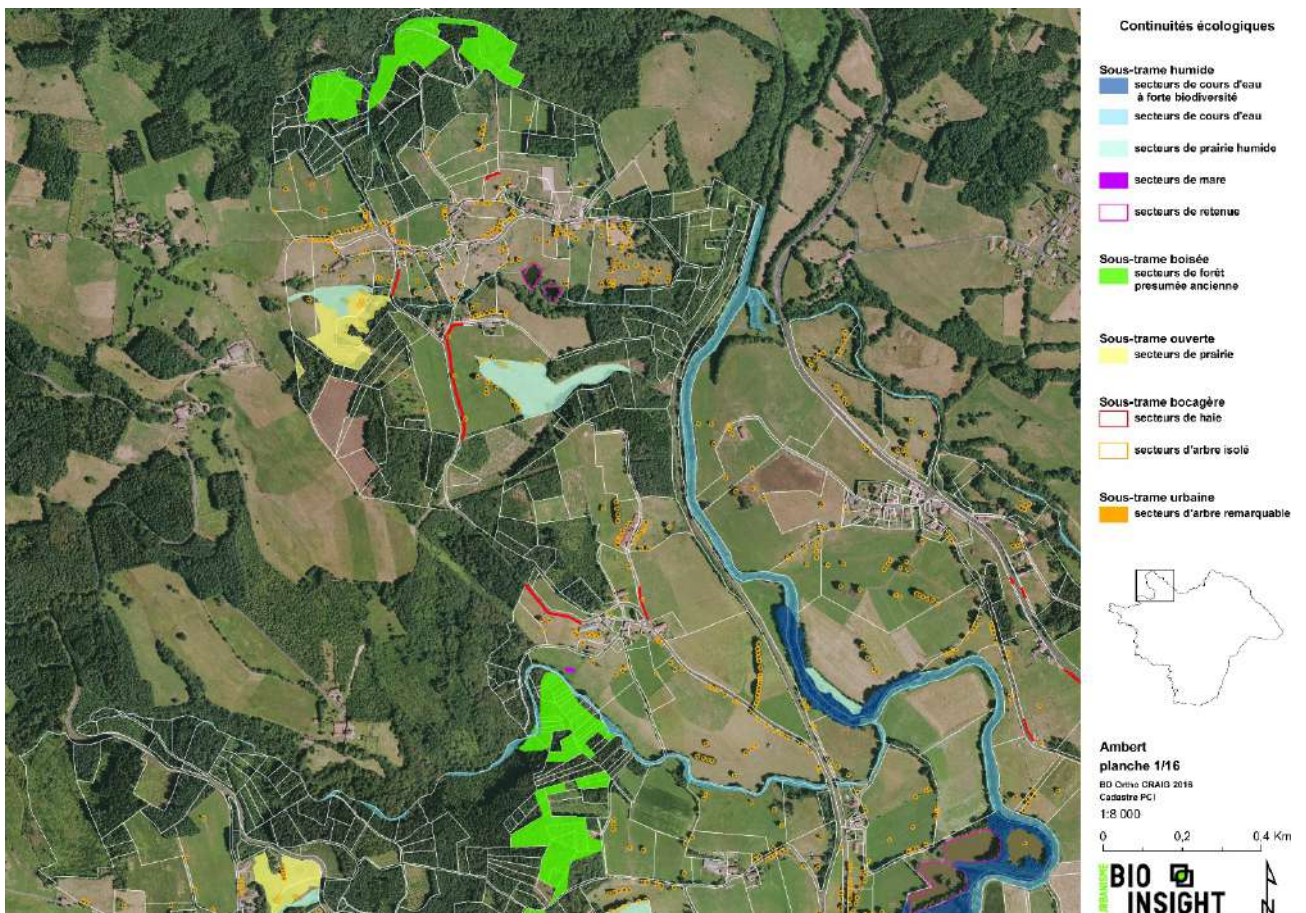 Continuités écologiques
Sous-trame humide
secteurs de cours d'eau
à forte biodiversité
secteurs de cours d'eau
secteurs de prairie humide
secteurs de mare
secteurs de retenue
Sous-trame boisée
secteurs de forêt
presumée ancienne
Sous-trame ouverte
secteurs de prairie
Sous-trame bocagère
secteurs de haie
secteurs d'arbre isolé
Sous-trame urbaine
secteurs d'arbre remarquable
Ambert
planche 1/16
BD Ortho CRAIG 2016
Cadastre PCI
1:8 000
0 0,2 0,4 Km
URBANISME
BIO
INSIGHT
N